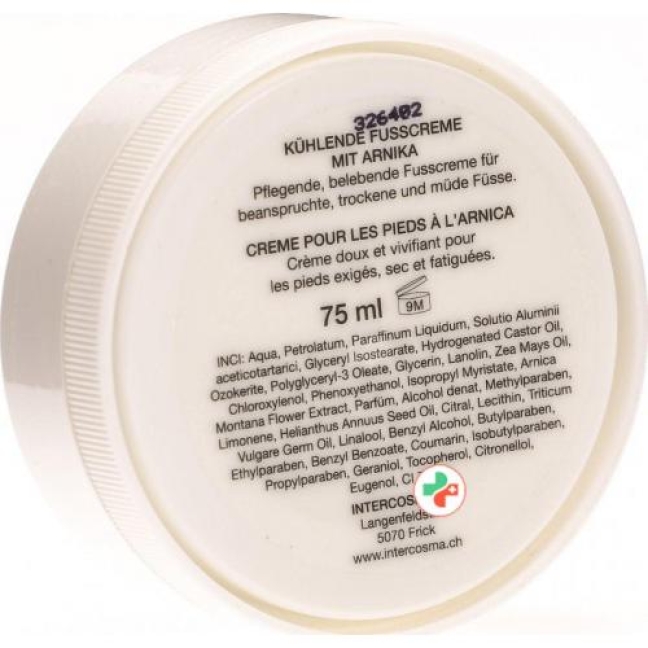 326402
KÜHLENDE FUSSCREME
MIT ARNIKA
Pflegende, belebende Fusscreme für
beanspruchte, trockene und müde Füsse.
CREME POUR LES PIEDS À L'ARNICA
Crème doux et vivifiant pour
les pieds exigés, sec et fatiguées.
75 ml 9M
INCI: Aqua, Petrolatum, Paraffinum Liquidum, Solutio Aluminii
aceticotartarici, Glyceryl Isostearate, Hydrogenated Castor Oil,
Ozokerite, Polyglyceryl-3 Oleate, Glycerin, Lanolin, Zea Mays Oil,
Chloroxylenol, Phenoxyethanol, Isopropyl Myristate, Arnica
Montana Flower Extract, Parfüm, Alcohol denat, Methylparaben,
Limonene, Helianthus Annuus Seed Oil, Citral, Lecithin, Triticum
Vulgare Germ Oil, Linalool, Benzyl Alcohol, Butylparaben,
Ethylparaben, Benzyl Benzoate, Coumarin, Isobutylparaben,
Propylparaben, Geraniol, Tocopherol, Citronellol,
Eugenol, CI
INTERCOS
Langenfelds
5070 Frick
www.intercosma.ch